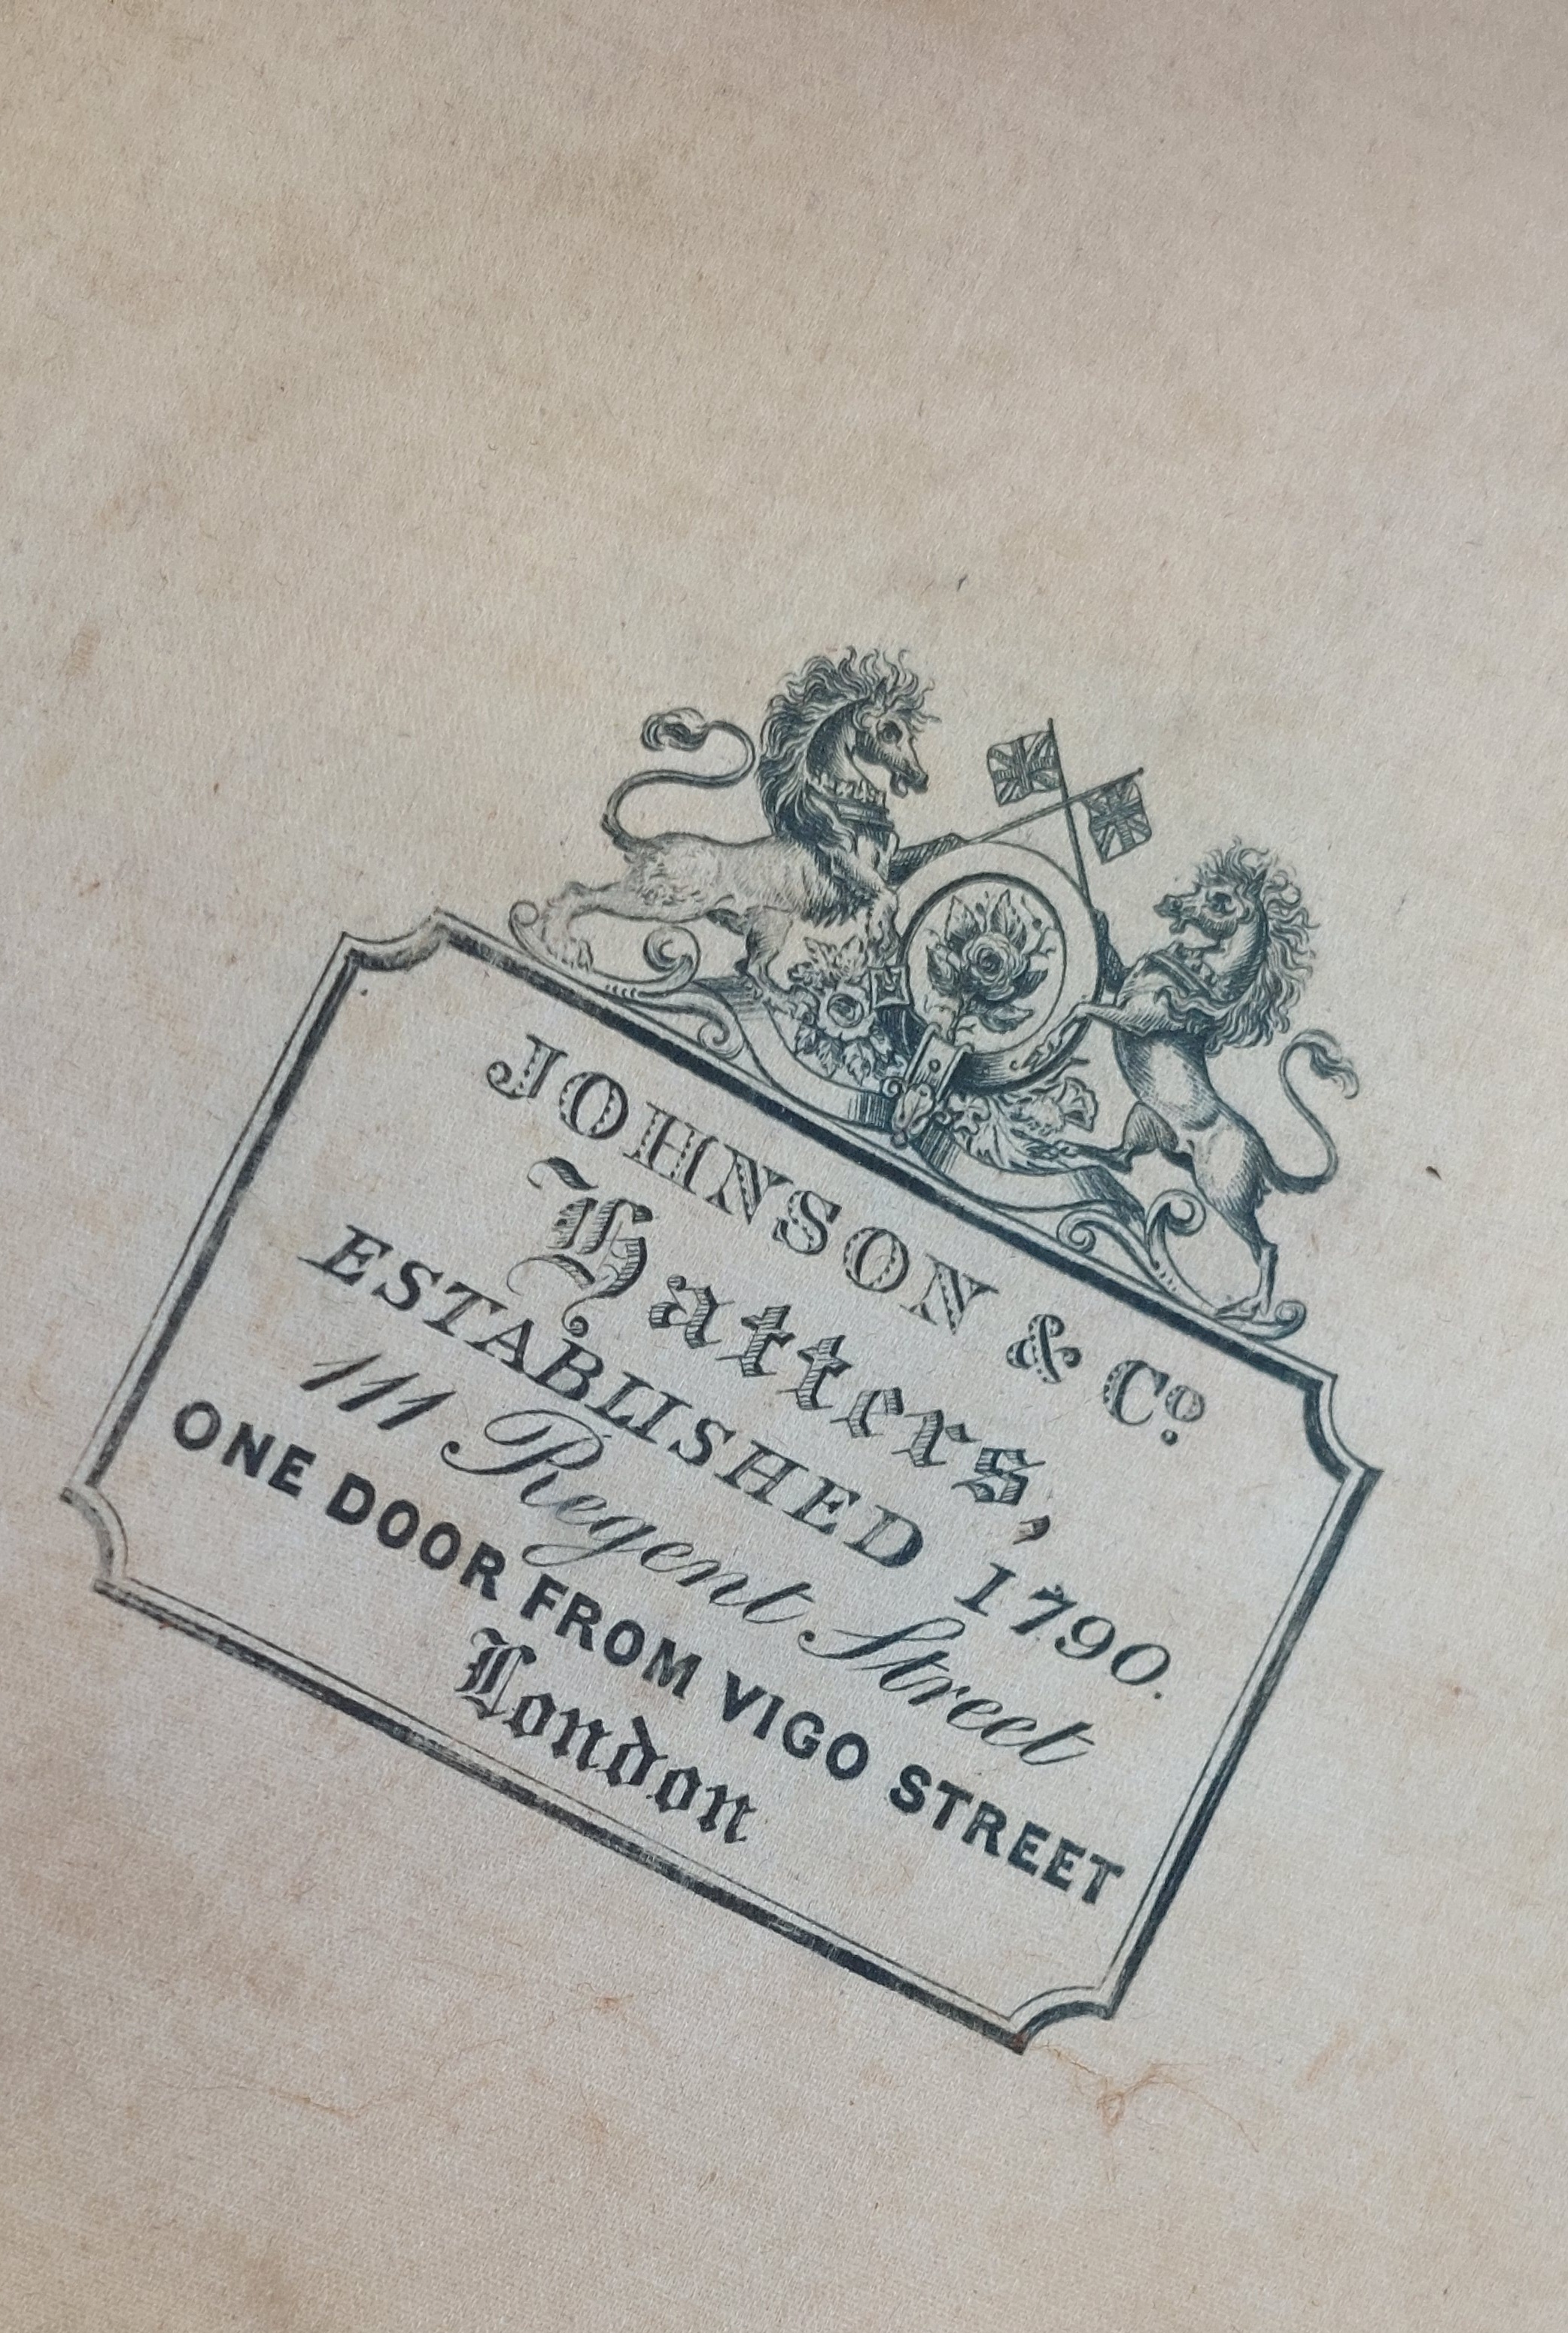 JOHNSON & Co.
Hatters,
ESTABLISHED 1790.
111 Regent Street
ONE DOOR FROM VIGO STREET
London